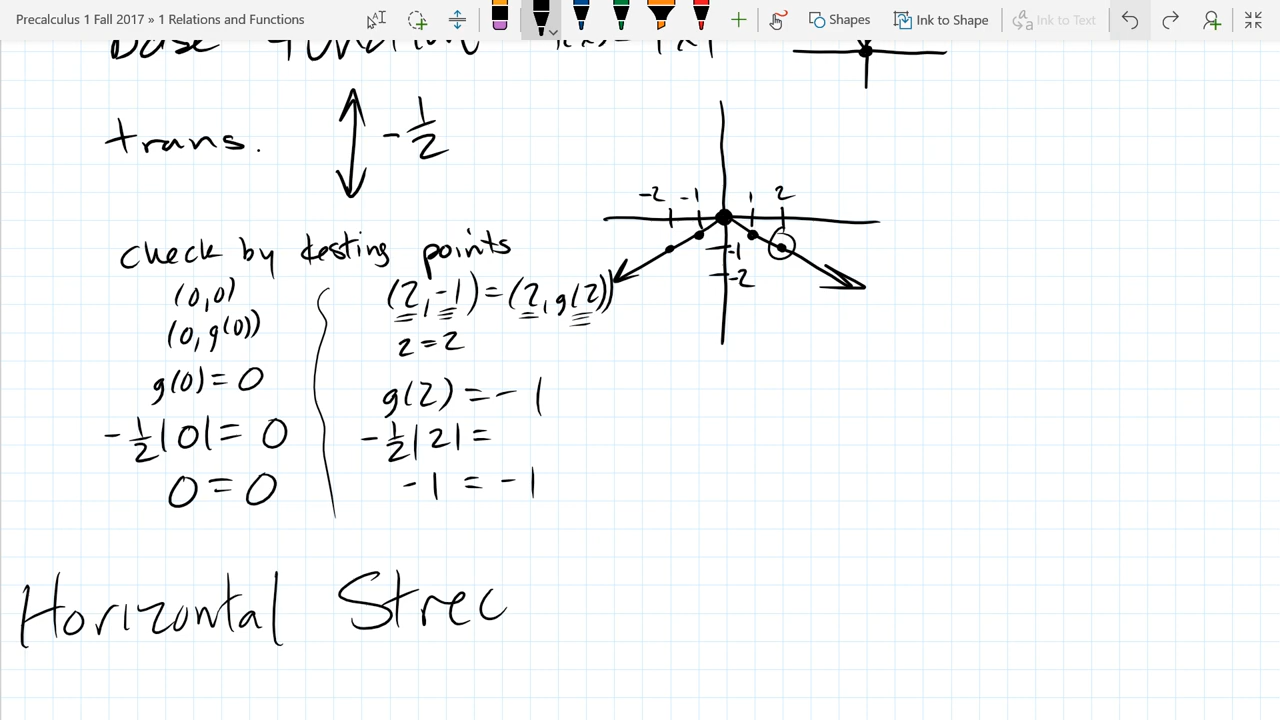 Precalculus 1 Fall 2017 » 1 Relations and Functions
Shapes
Ink to Shape
Ink to Text
Base function f(x) = |x|
trans. -1/2
-2 -1 1 2
-1
-2
check by testing points
(0,0)
(0, g(0))
g(0) = 0
-1/2|0| = 0
0 = 0
(2, -1) = (2, g(2))
2 = 2
g(2) = -1
-1/2|2| =
-1 = -1
Horizontal Strec